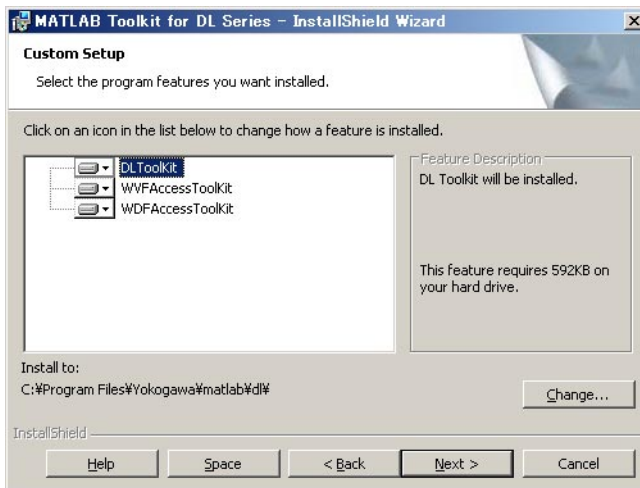 MATLAB Toolkit for DL Series - InstallShield Wizard
Custom Setup
Select the program features you want installed.
Click on an icon in the list below to change how a feature is installed.
DLToolKit
WVFAccessToolKit
WDFAccessToolKit
Feature Description
DL Toolkit will be installed.
This feature requires 592KB on
your hard drive.
Install to:
C:¥Program Files¥Yokogawa¥matlab¥dl¥
Change...
InstallShield
Help
Space
< Back
Next >
Cancel